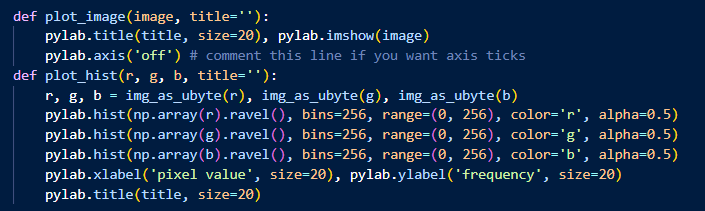 def plot_image(image, title=''):
    pylab.title(title, size=20), pylab.imshow(image)
    pylab.axis('off') # comment this line if you want axis ticks
def plot_hist(r, g, b, title=''):
    r, g, b = img_as_ubyte(r), img_as_ubyte(g), img_as_ubyte(b)
    pylab.hist(np.array(r).ravel(), bins=256, range=(0, 256), color='r', alpha=0.5)
    pylab.hist(np.array(g).ravel(), bins=256, range=(0, 256), color='g', alpha=0.5)
    pylab.hist(np.array(b).ravel(), bins=256, range=(0, 256), color='b', alpha=0.5)
    pylab.xlabel('pixel value', size=20), pylab.ylabel('frequency', size=20)
    pylab.title(title, size=20)